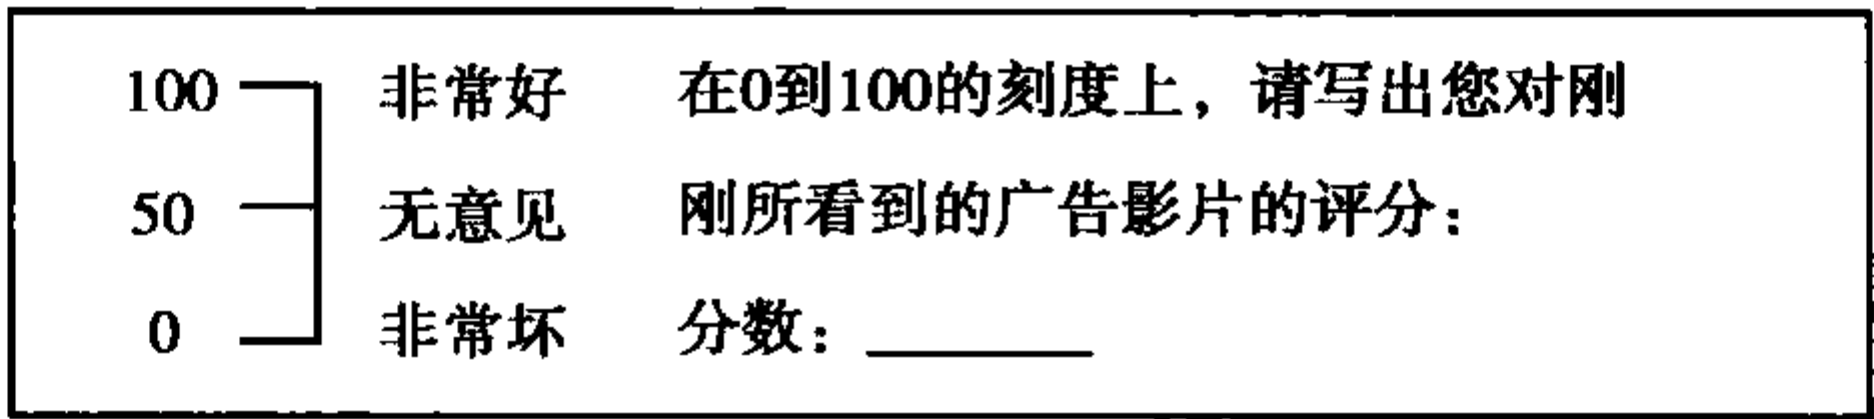 100 非常好 在0到100的刻度上，请写出您对刚
50 无意见 刚所看到的广告影片的评分：
0 非常坏 分数：